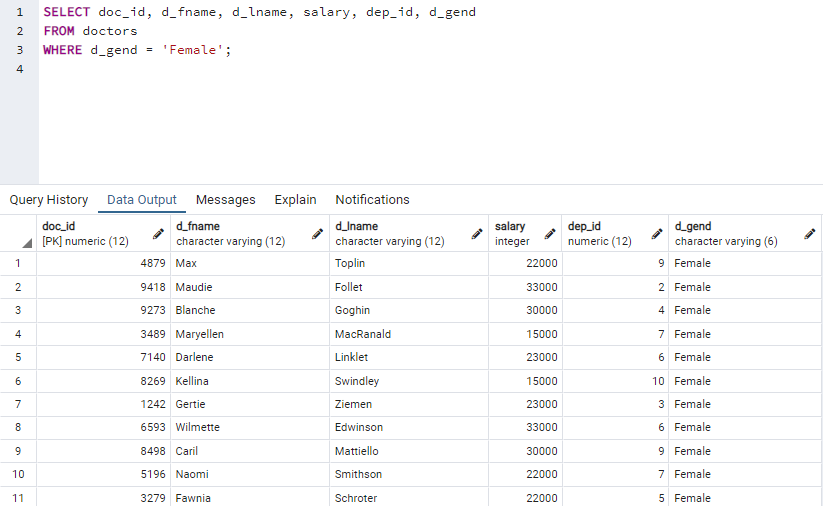 1 SELECT doc_id, d_fname, d_lname, salary, dep_id, d_gend
2 FROM doctors
3 WHERE d_gend = 'Female';
4
Query History Data Output Messages Explain Notifications
doc_id d_fname d_lname salary dep_id d_gend
[PK] numeric (12) character varying (12) character varying (12) integer numeric (12) character varying (6)
1 4879 Max Toplin 22000 9 Female
2 9418 Maudie Follet 33000 2 Female
3 9273 Blanche Goghin 30000 4 Female
4 3489 Maryellen MacRanald 15000 7 Female
5 7140 Darlene Linklet 23000 6 Female
6 8269 Kellina Swindley 15000 10 Female
7 1242 Gertie Ziemen 23000 3 Female
8 6593 Wilmette Edwinson 33000 6 Female
9 8498 Caril Mattiello 30000 9 Female
10 5196 Naomi Smithson 22000 7 Female
11 3279 Fawnia Schroter 22000 5 Female